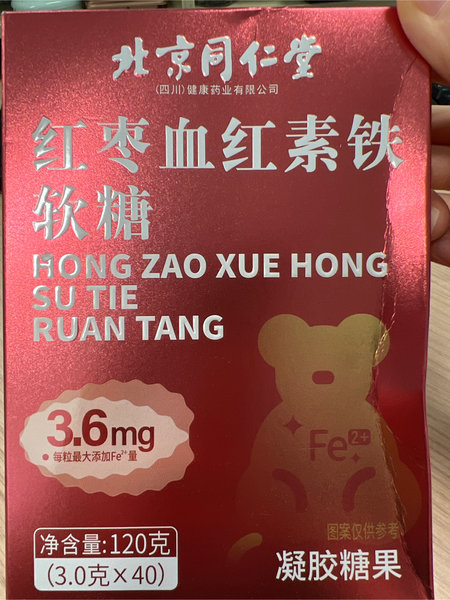 北京同仁堂
(四川)健康药业有限公司
红枣血红素铁
软糖
HONG ZAO XUE HONG
SU TIE
RUAN TANG
3.6mg
• 每粒最大添加Fe²⁺量
Fe²⁺
图案仅供参考
净含量:120克
(3.0克×40)
凝胶糖果